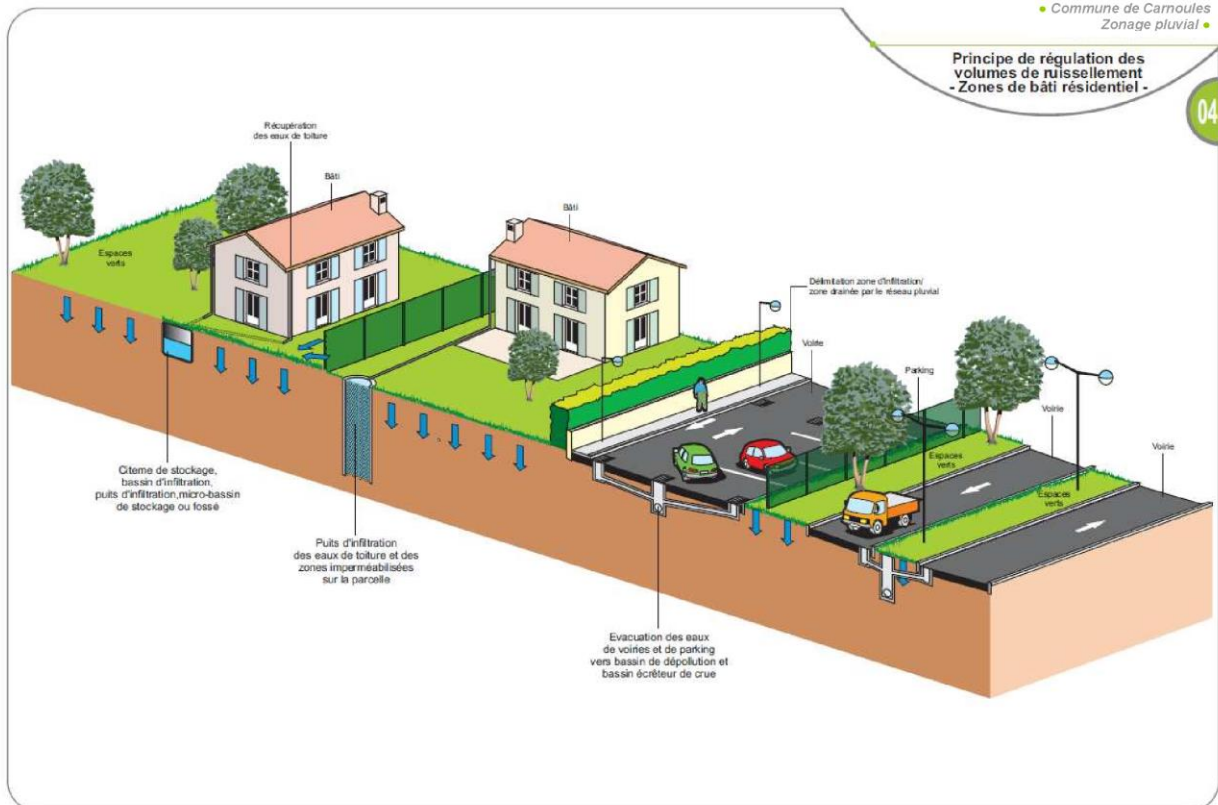 • Commune de Carnoules
Zonage pluvial •
Principe de régulation des
volumes de ruissellement
- Zones de bâti résidentiel -
04
Récupération
des eaux de toiture
Bâti
Bâti
Espaces
verts
Délimitation zone d'infiltration/
zone drainée par le réseau pluvial
Voirie
Parking
Voirie
Voirie
Espaces
verts
Espaces
verts
Citerne de stockage,
bassin d'infiltration,
puits d'infiltration,micro-bassin
de stockage ou fossé
Puits d'infiltration
des eaux de toiture et des
zones imperméabilisées
sur la parcelle
Evacuation des eaux
de voiries et de parking
vers bassin de dépollution et
bassin écrêteur de crue